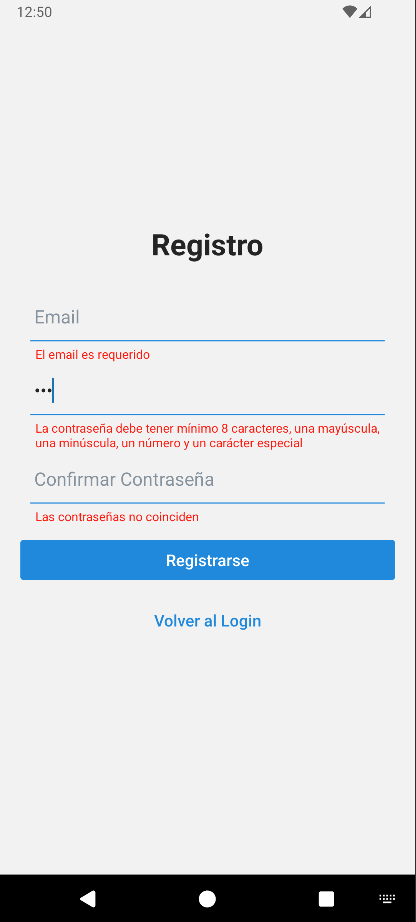 12:50
Registro
Email
El email es requerido
•••
La contraseña debe tener mínimo 8 caracteres, una mayúscula,
una minúscula, un número y un carácter especial
Confirmar Contraseña
Las contraseñas no coinciden
Registrarse
Volver al Login